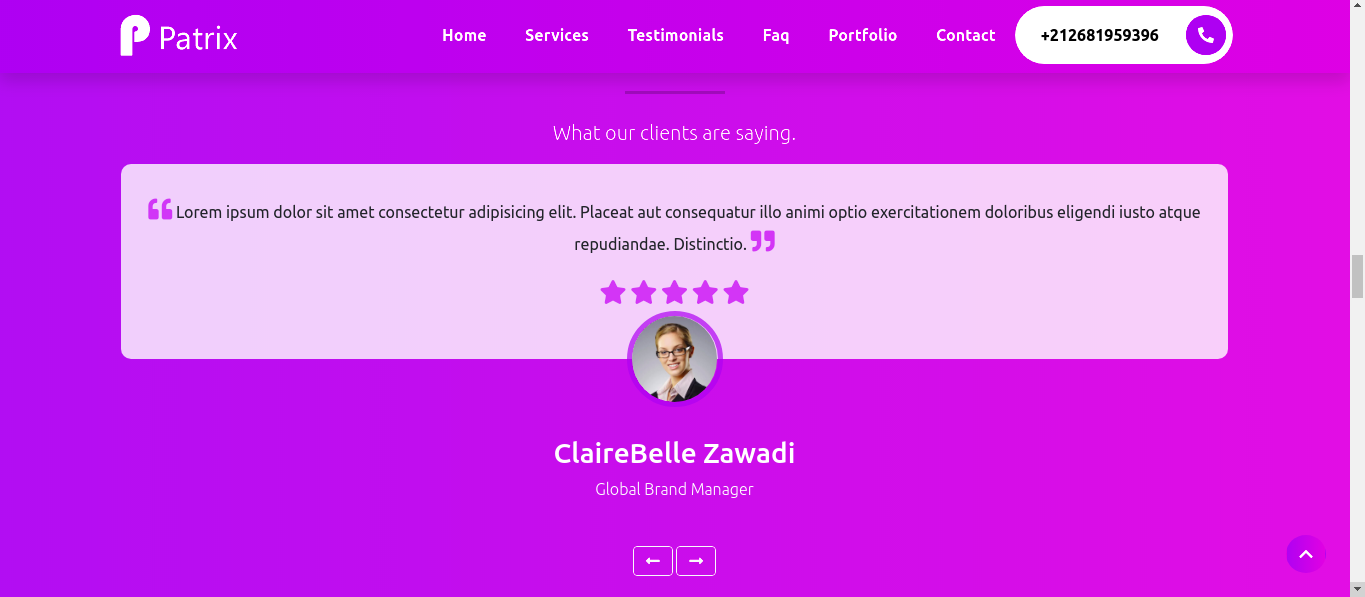 Patrix
Home Services Testimonials Faq Portfolio Contact +212681959396
What our clients are saying.
Lorem ipsum dolor sit amet consectetur adipisicing elit. Placeat aut consequatur illo animi optio exercitationem doloribus eligendi iusto atque
repudiandae. Distinctio.
ClaireBelle Zawadi
Global Brand Manager